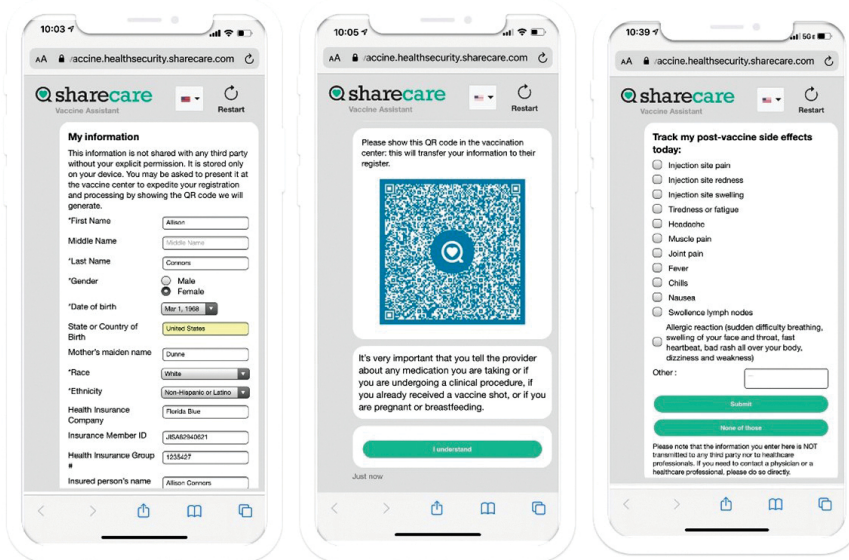 10:03
AA /accine.healthsecurity.sharecare.com
sharecare
Vaccine Assistant
Restart
My information
This information is not shared with any third party
without your explicit permission. It is stored only
on your device. You may be asked to present it at
the vaccine center to expedite your registration
and processing by showing the QR code we will
generate.
*First Name Allison
Middle Name Middle Name
*Last Name Connors
*Gender Male
Female
*Date of birth Mar 1, 1968
State or Country of
Birth
United States
Mother's maiden name Dunne
*Race White
*Ethnicity Non-Hispanic or Latino
Health Insurance
Company
Florida Blue
Insurance Member ID JISA62940621
Health Insurance Group
#
1235427
Insured person's name Allison Connors
10:05
AA /accine.healthsecurity.sharecare.com
sharecare
Vaccine Assistant
Restart
Please show this QR code in the vaccination
center: this will transfer your information to their
register.
It's very important that you tell the provider
about any medication you are taking or if
you are undergoing a clinical procedure, if
you already received a vaccine shot, or if you
are pregnant or breastfeeding.
I understand
Just now
10:39
5G
AA /accine.healthsecurity.sharecare.com
sharecare
Vaccine Assistant
Restart
Track my post-vaccine side effects
today:
Injection site pain
Injection site redness
Injection site swelling
Tiredness or fatigue
Headache
Muscle pain
Joint pain
Fever
Chills
Nausea
Swollence lymph nodes
Allergic reaction (sudden difficulty breathing,
swelling of your face and throat, fast
heartbeat, bad rash all over your body,
dizziness and weakness)
Other :
Submit
None of those
Please note that the information you enter here is NOT
transmitted to any third party nor to healthcare
professionals. If you need to contact a physician or a
healthcare professional, please do so directly.